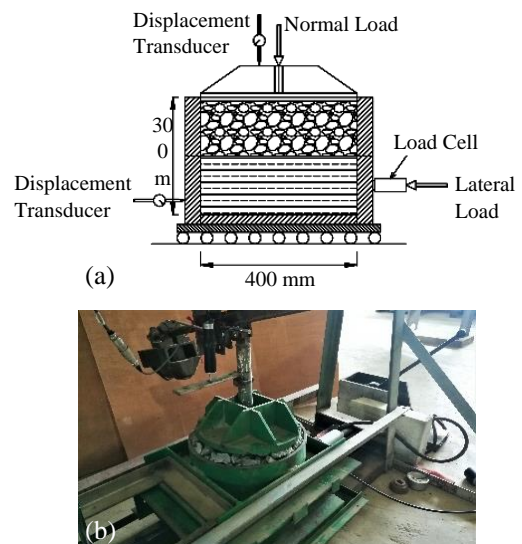 Displacement
Transducer
Normal Load
30
0
m
Load Cell
Displacement
Transducer
Lateral
Load
(a)
400 mm
(b)